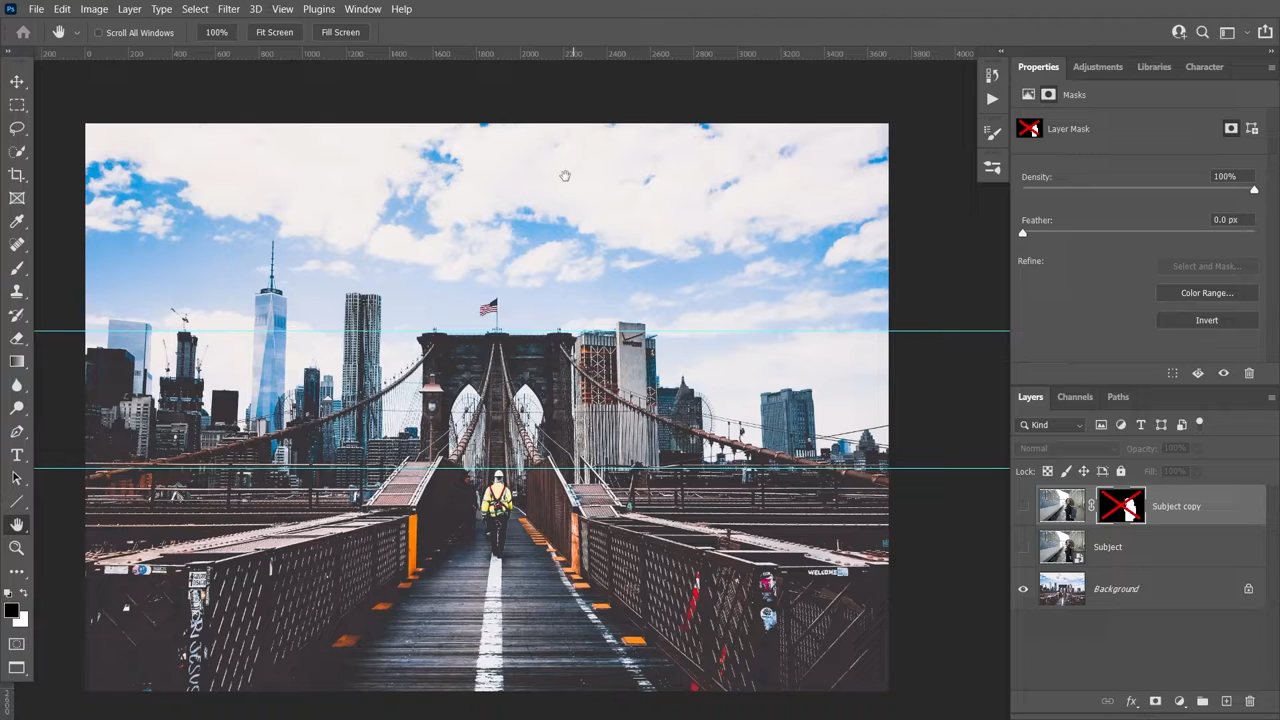 Ps File Edit Image Layer Type Select Filter 3D View Plugins Window Help
Scroll All Windows 100% Fit Screen Fill Screen
200 0 200 400 600 800 1000 1200 1400 1600 1800 2000 2200 2400 2600 2800 3000 3200 3400 3600 3800 4000
Properties Adjustments Libraries Character
Masks
Layer Mask
Density: 100%
Feather: 0.0 px
Refine: Select and Mask...
Color Range...
Invert
Layers Channels Paths
Kind
Normal Opacity: 100%
Lock: Fill: 100%
Subject copy
Subject
Background
WELCOME